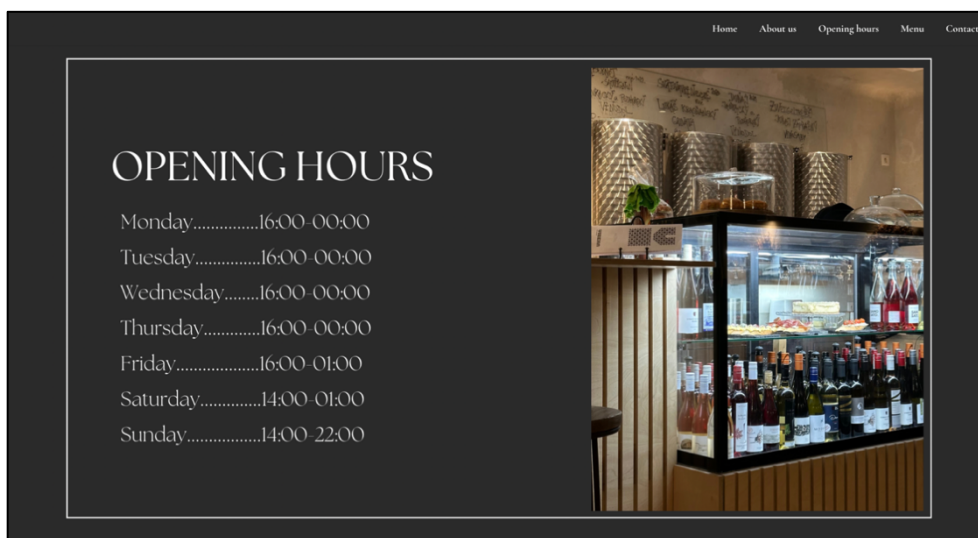 Home About us Opening hours Menu Contact
OPENING HOURS
Monday...............16:00-00:00
Tuesday...............16:00-00:00
Wednesday........16:00-00:00
Thursday.............16:00-00:00
Friday...................16:00-01:00
Saturday..............14:00-01:00
Sunday.................14:00-22:00